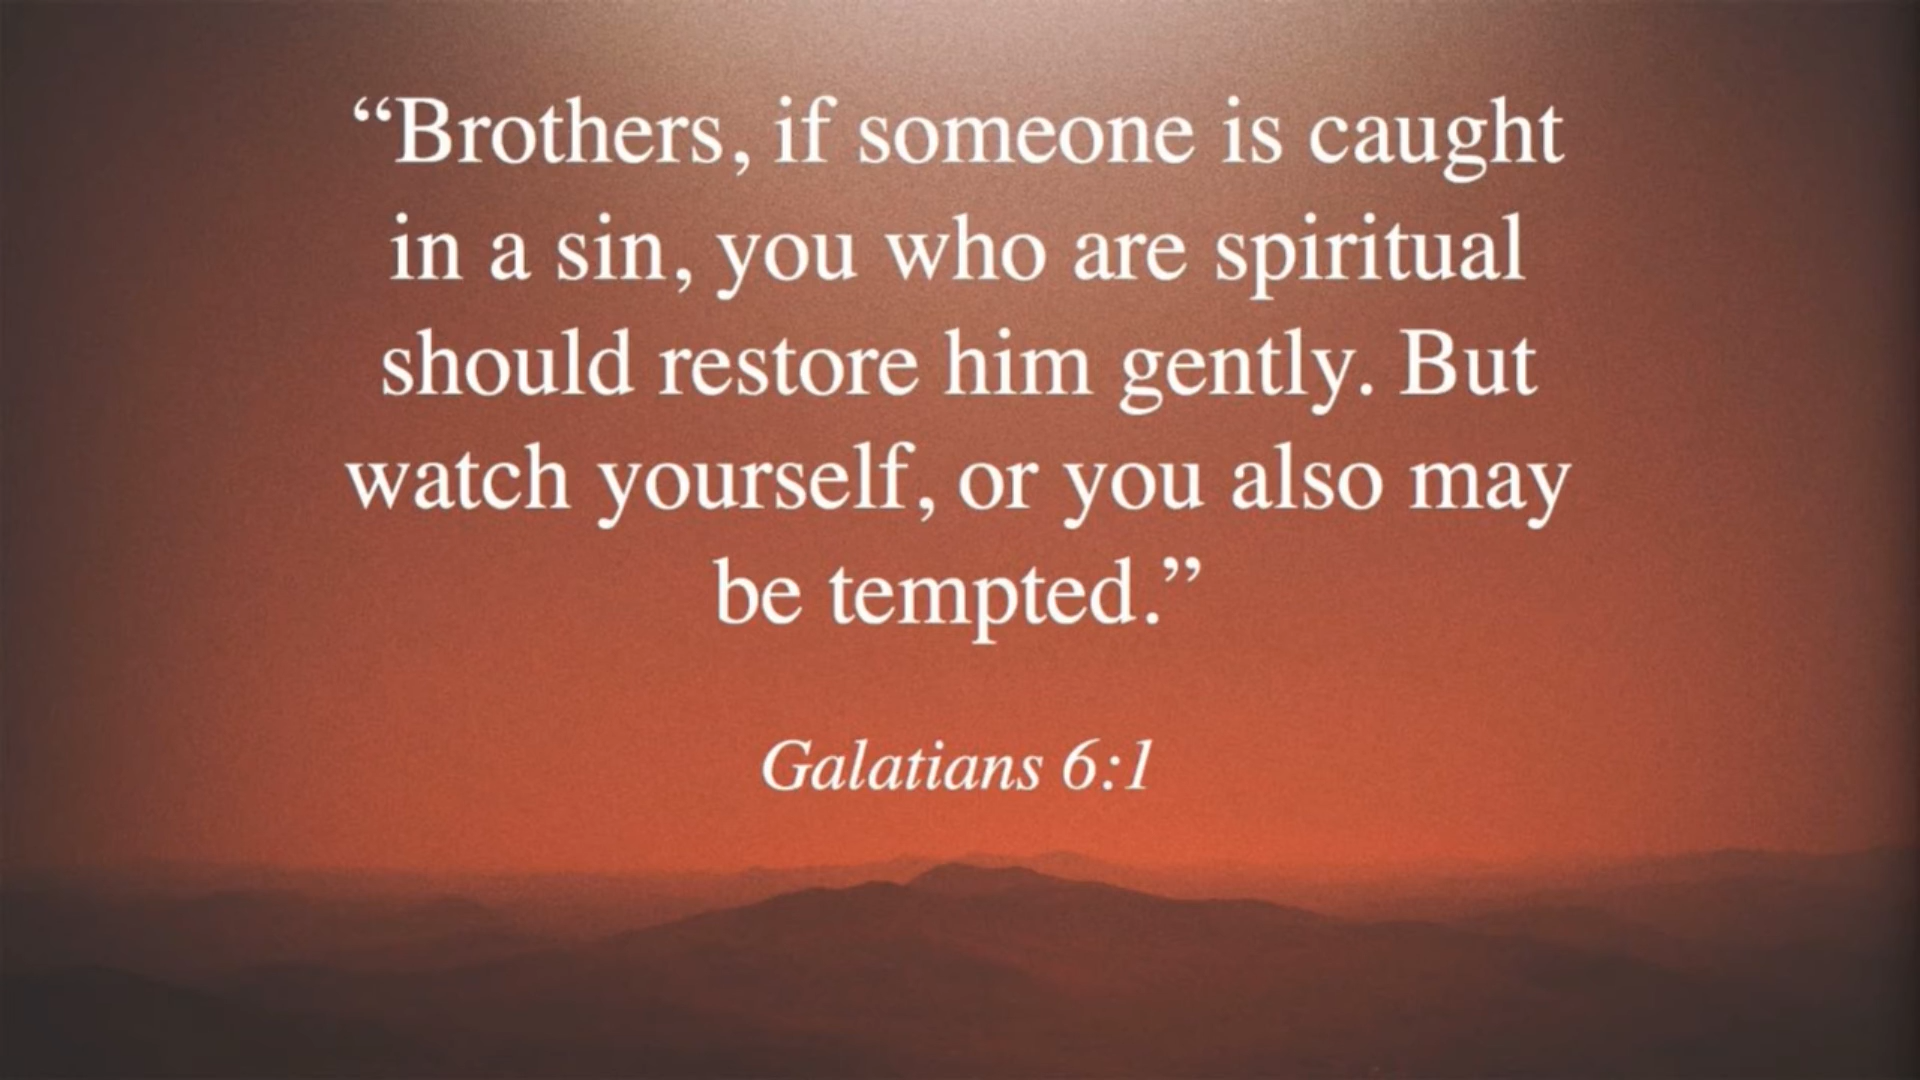 “Brothers, if someone is caught
in a sin, you who are spiritual
should restore him gently. But
watch yourself, or you also may
be tempted.”
Galatians 6:1